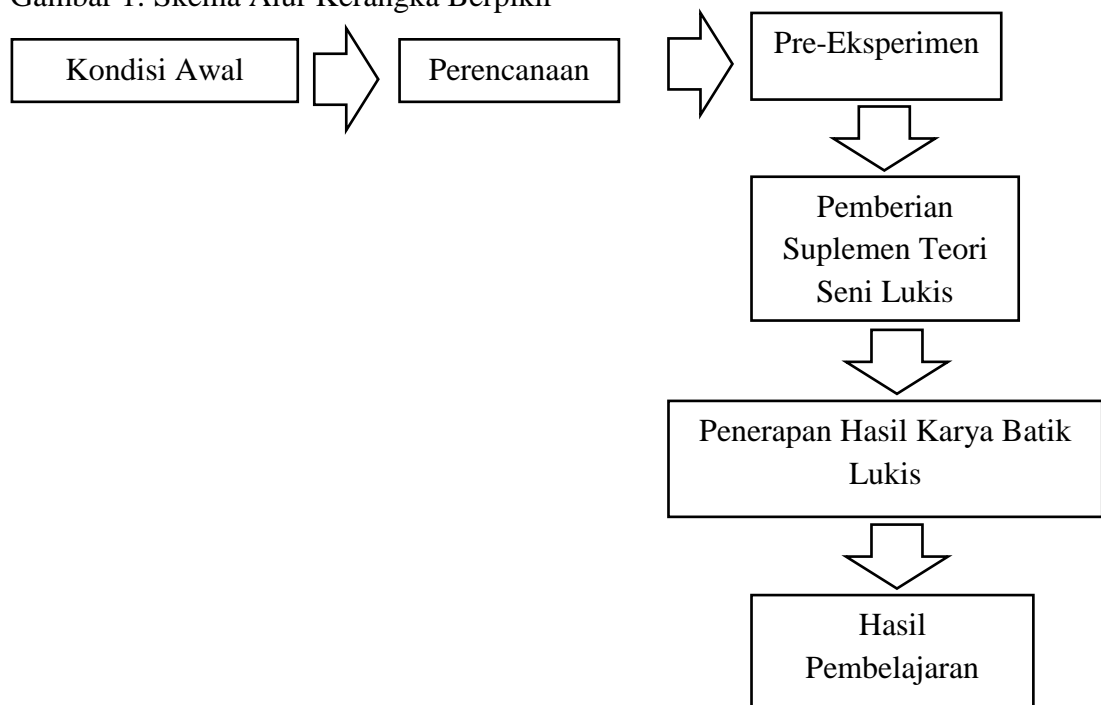 Gambar 1. Skema Alur Kerangka Berpikir
Kondisi Awal
Perencanaan
Pre-Eksperimen
Pemberian
Suplemen Teori
Seni Lukis
Penerapan Hasil Karya Batik
Lukis
Hasil
Pembelajaran